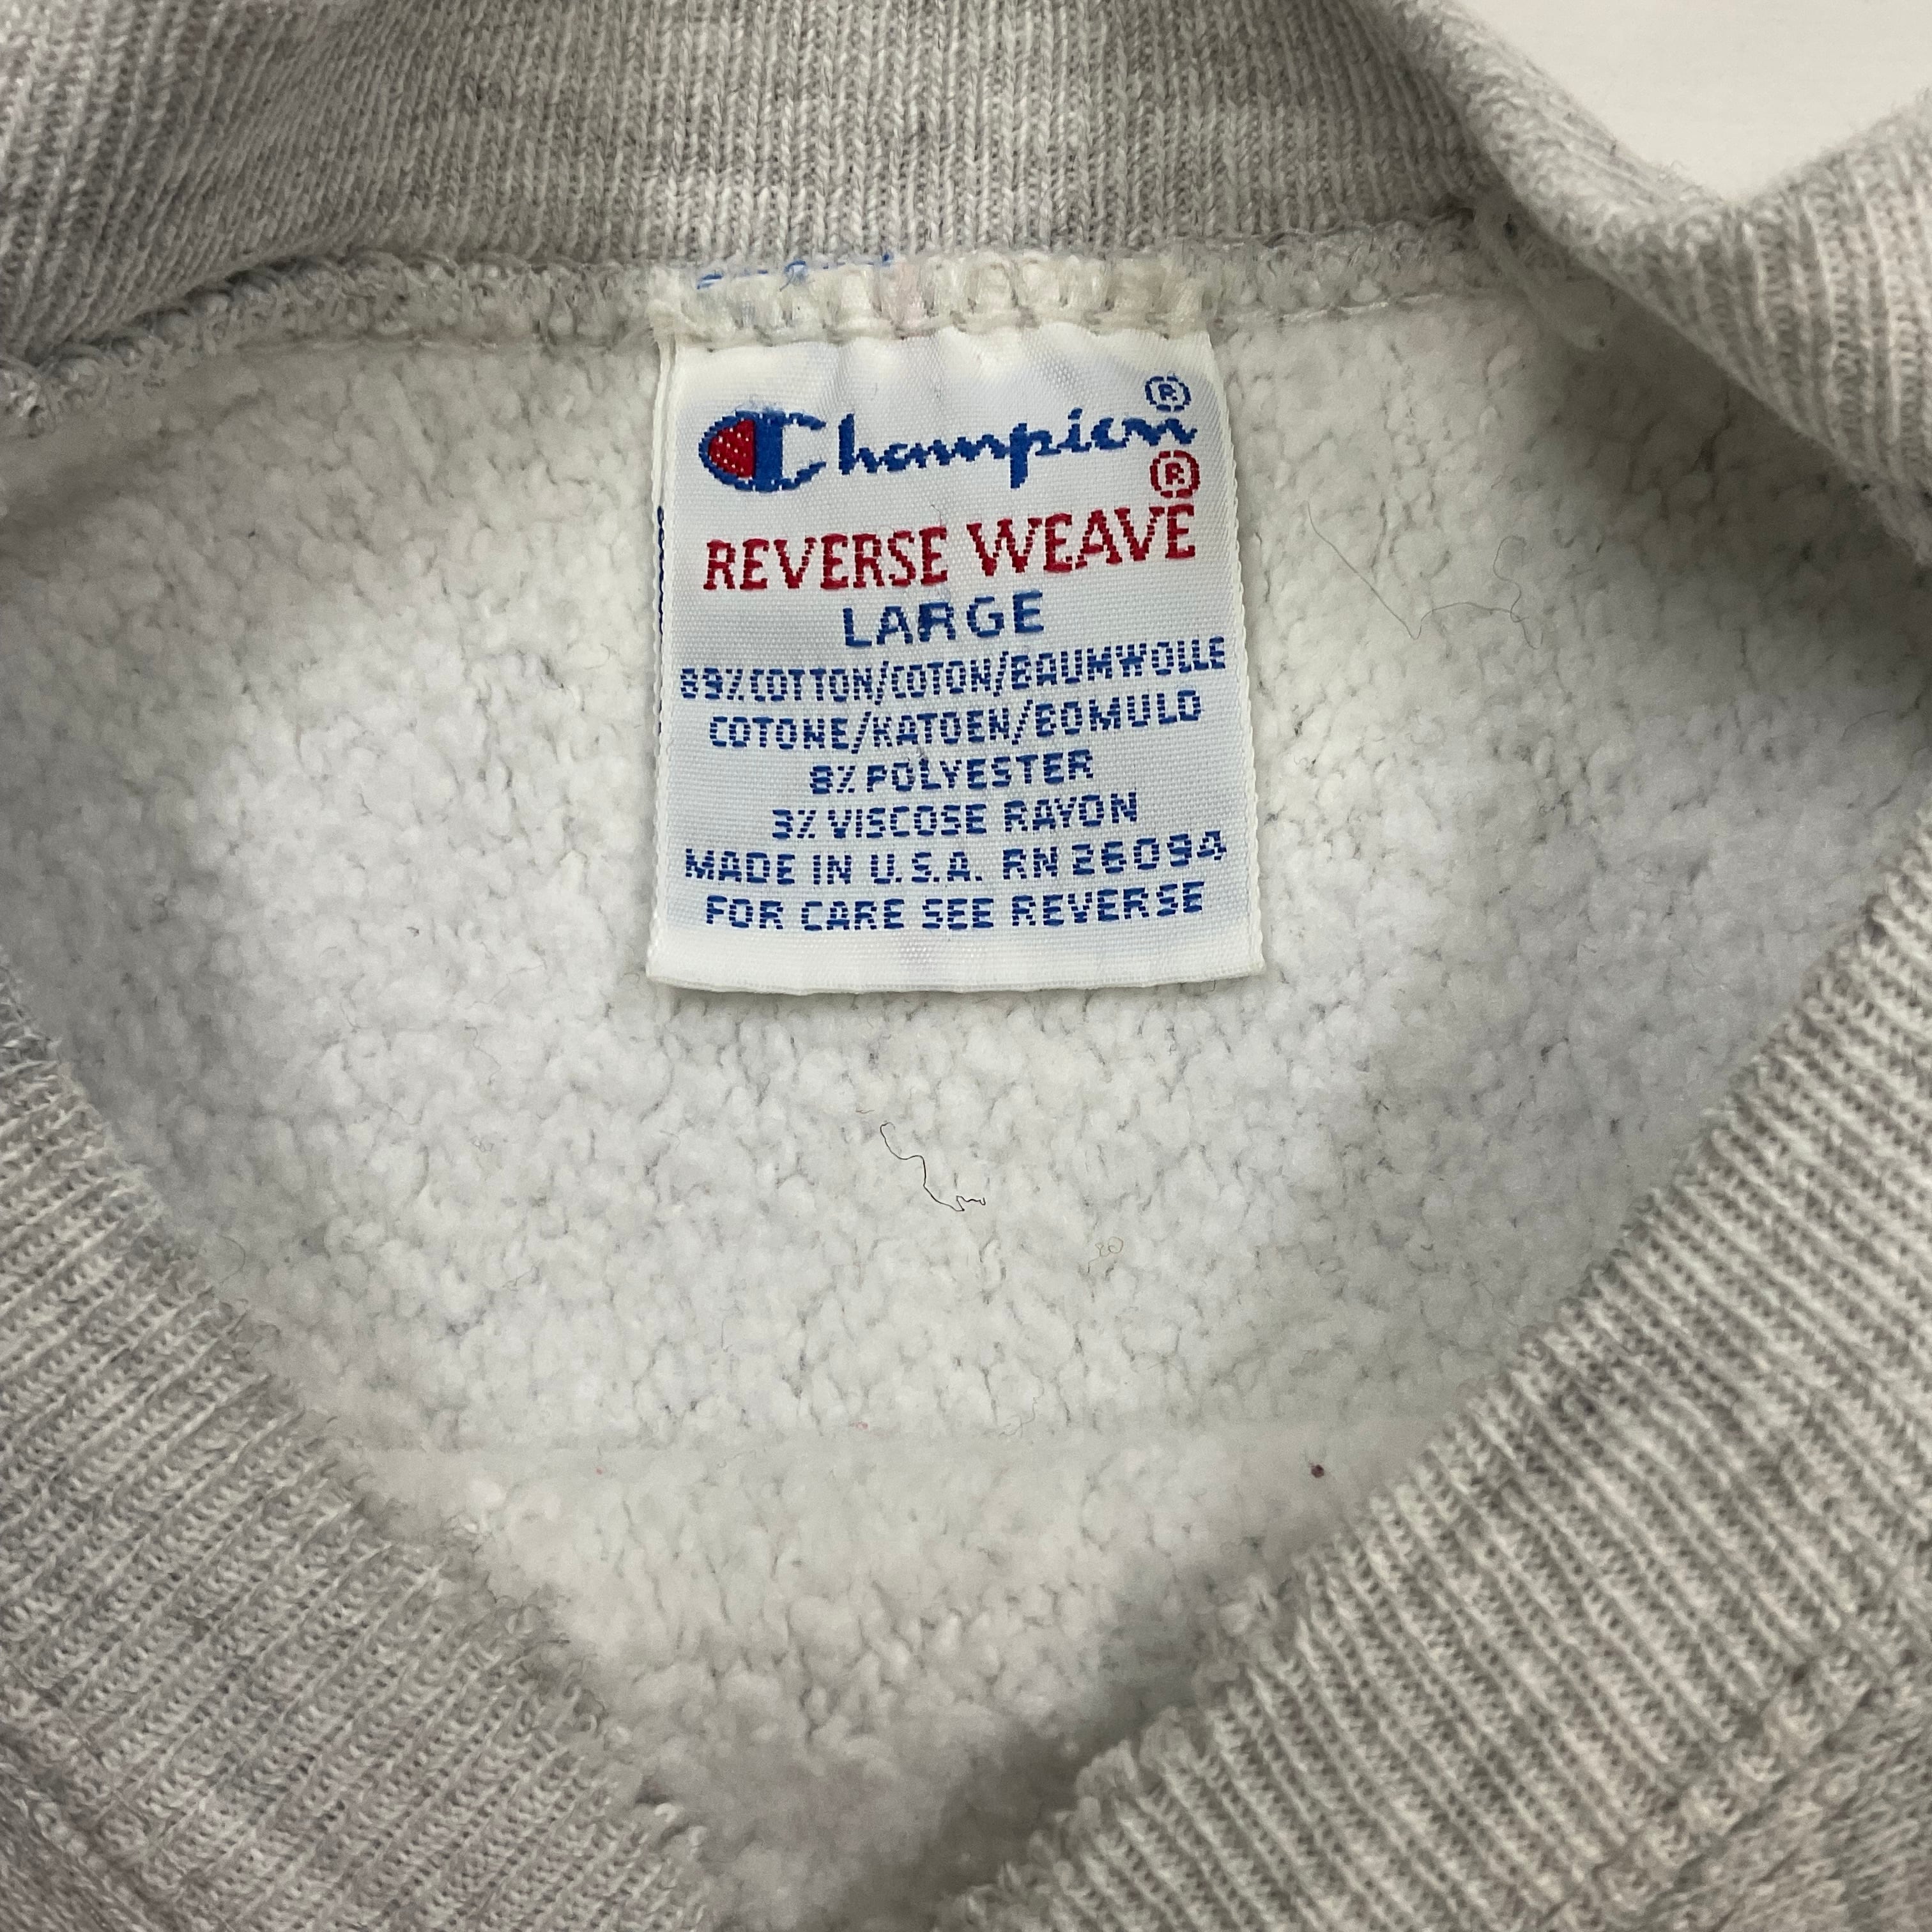 Champion®
REVERSE WEAVE®
LARGE
89% COTTON/COTON/BAUMWOLLE
COTONE/KATOEN/BOMULD
8% POLYESTER
3% VISCOSE RAYON
MADE IN U.S.A. RN 26094
FOR CARE SEE REVERSE